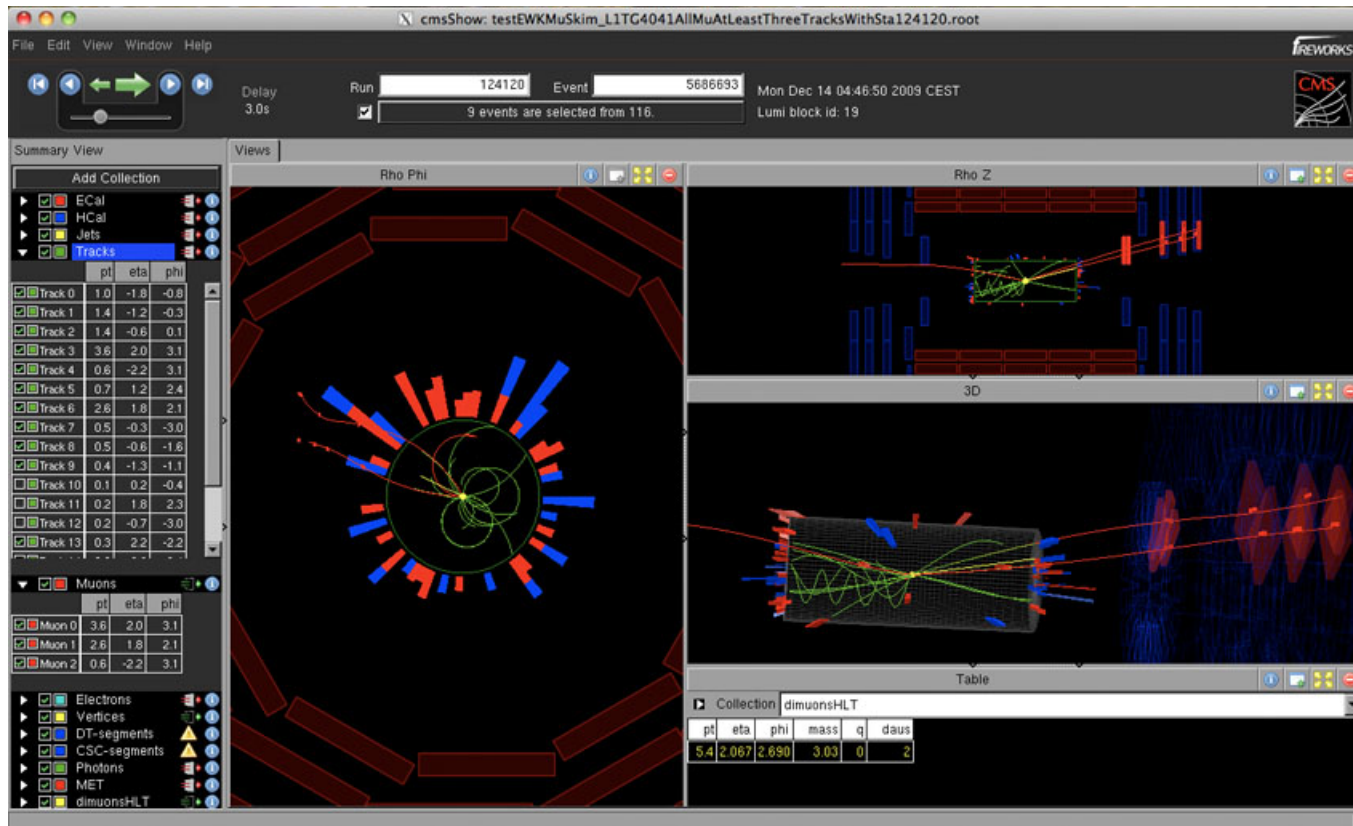 cmsShow: testEWKMuSkim_L1TG4041AllMuAtLeastThreeTracksWithSta124120.root
File Edit View Window Help
FIREWORKS
Delay
3.0s
Run 124120 Event 5686693
9 events are selected from 116.
Mon Dec 14 04:46:50 2009 CEST
Lumi block id: 19
CMS
Summary View
Add Collection
ECal
HCal
Jets
Tracks
pt eta phi
Track 0 1.0 -1.8 -0.8
Track 1 1.4 -1.2 -0.3
Track 2 1.4 -0.6 0.1
Track 3 3.6 2.0 3.1
Track 4 0.6 -2.2 3.1
Track 5 0.7 1.2 2.4
Track 6 2.6 1.8 2.1
Track 7 0.5 -0.3 -3.0
Track 8 0.5 -0.6 -1.6
Track 9 0.4 -1.3 -1.1
Track 10 0.1 0.2 -0.4
Track 11 0.2 1.8 2.3
Track 12 0.2 -0.7 -3.0
Track 13 0.3 2.2 -2.2
Muons
pt eta phi
Muon 0 3.6 2.0 3.1
Muon 1 2.6 1.8 2.1
Muon 2 0.6 -2.2 3.1
Electrons
Vertices
DT-segments
CSC-segments
Photons
MET
dimuonsHLT
Views
Rho Phi
Rho Z
3D
Table
Collection dimuonsHLT
pt eta phi mass q daus
5.4 2.067 2.690 3.03 0 2